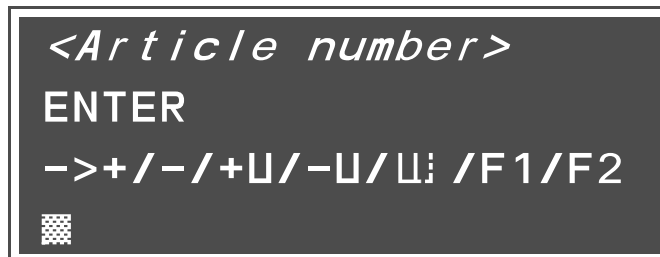 <Article number>
ENTER
->+/-/+⊔/-⊔/⊔⁞ /F1/F2